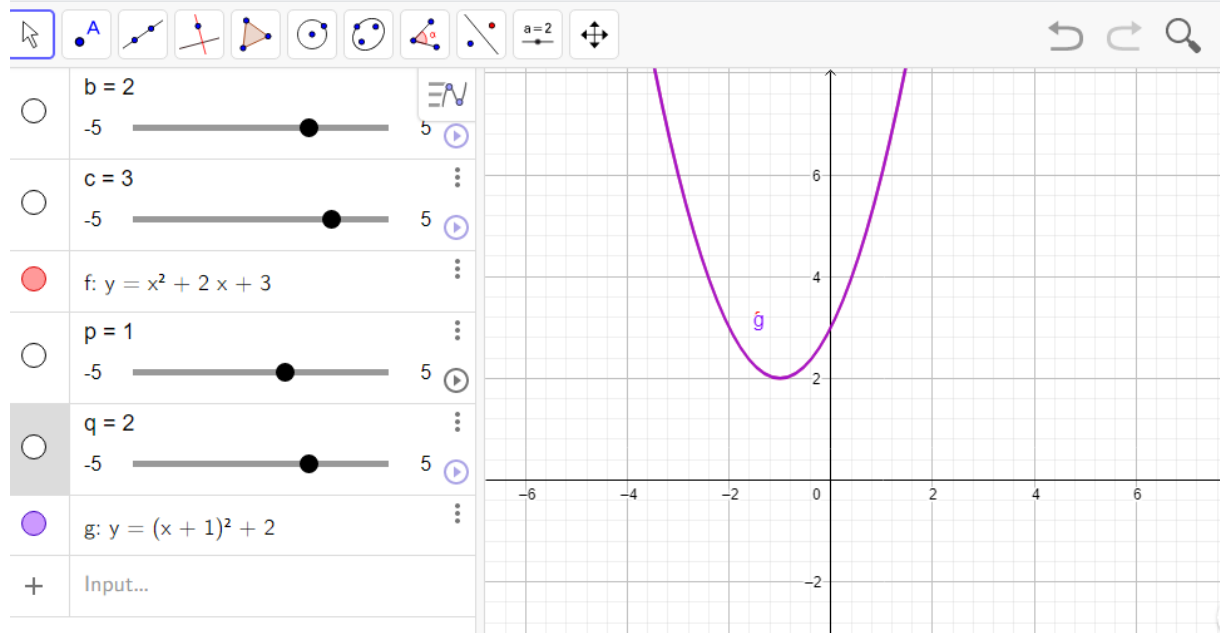 A
α
a=2
b = 2
-5
5
c = 3
-5
5
f: y = x² + 2 x + 3
p = 1
-5
5
q = 2
-5
5
g: y = (x + 1)² + 2
+
Input...
6
4
g
2
–6
–4
–2
0
2
4
6
–2